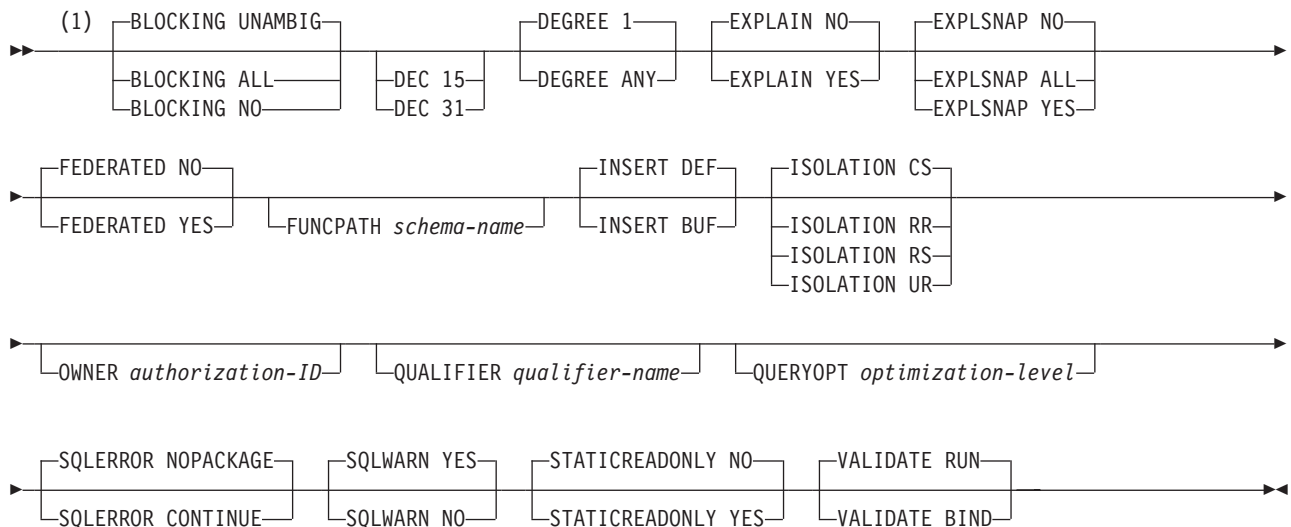 (1) BLOCKING UNAMBIG DEGREE 1 EXPLAIN NO EXPLSNAP NO
BLOCKING ALL DEC 15 DEGREE ANY EXPLAIN YES EXPLSNAP ALL
BLOCKING NO DEC 31 EXPLSNAP YES
FEDERATED NO INSERT DEF ISOLATION CS
FEDERATED YES FUNCPATH schema-name INSERT BUF ISOLATION RR
ISOLATION RS
ISOLATION UR
OWNER authorization-ID QUALIFIER qualifier-name QUERYOPT optimization-level
SQLERROR NOPACKAGE SQLWARN YES STATICREADONLY NO VALIDATE RUN
SQLERROR CONTINUE SQLWARN NO STATICREADONLY YES VALIDATE BIND